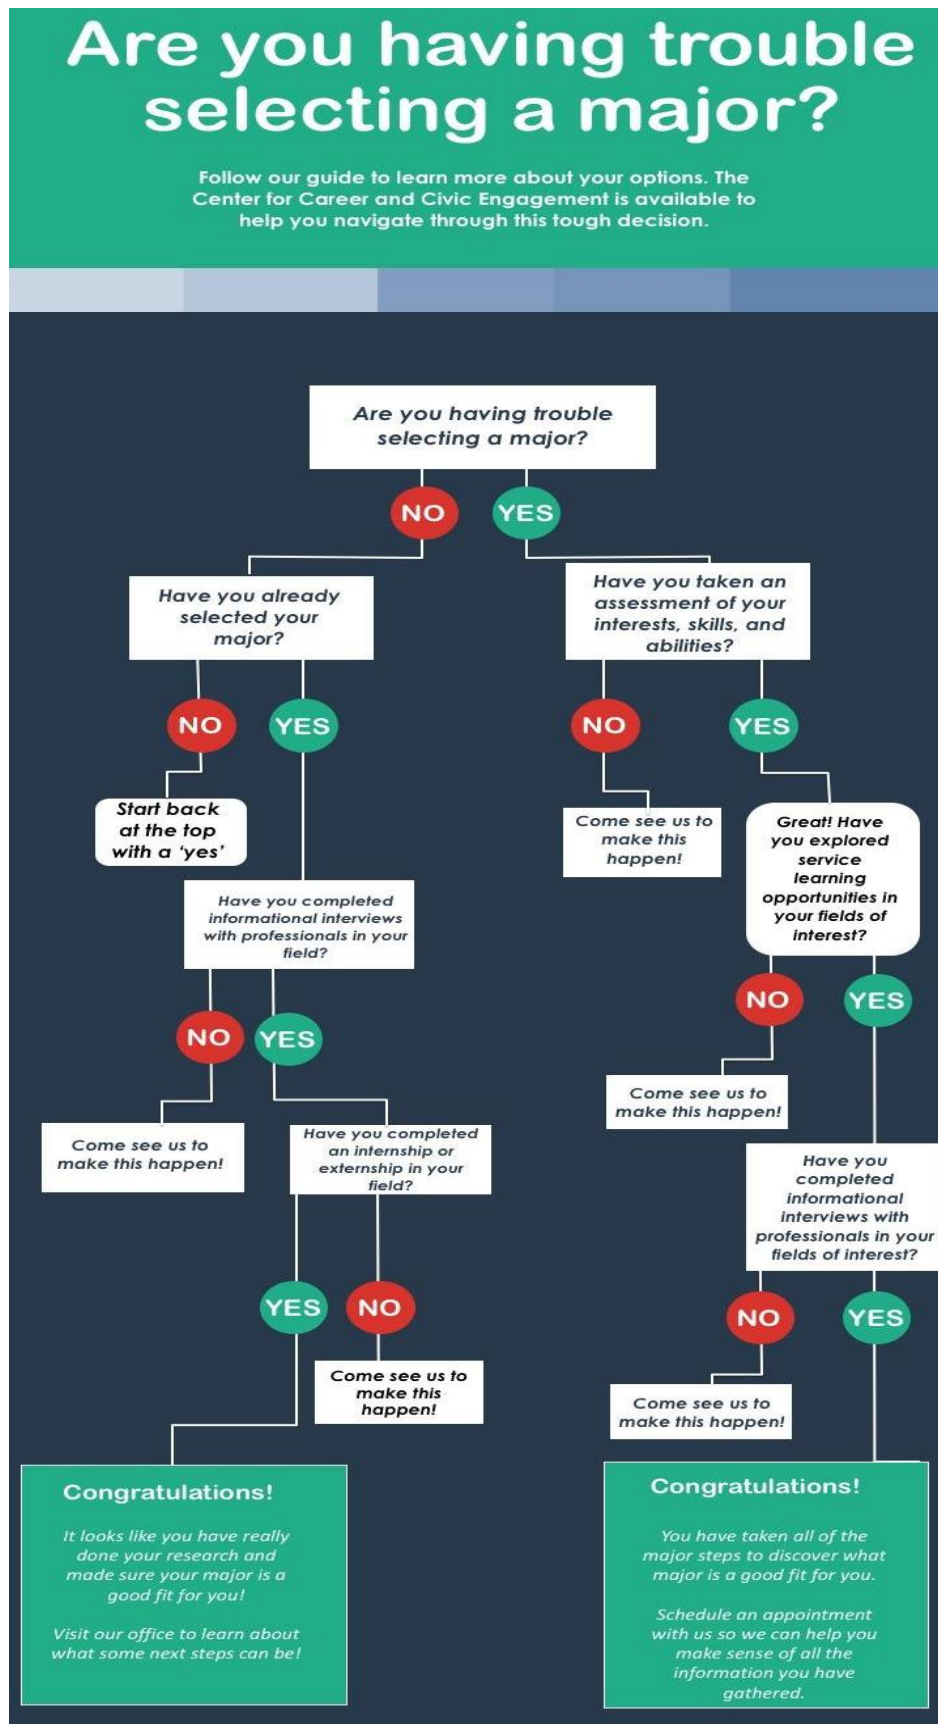 Are you having trouble
selecting a major?
Follow our guide to learn more about your options. The
Center for Career and Civic Engagement is available to
help you navigate through this tough decision.
Are you having trouble
selecting a major?
NO
YES
Have you already
selected your
major?
Have you taken an
assessment of your
interests, skills, and
abilities?
NO
YES
NO
YES
Start back
at the top
with a ‘yes’
Come see us to
make this
happen!
Great! Have
you explored
service
learning
opportunities in
your fields of
interest?
Have you completed
informational interviews
with professionals in your
field?
NO
YES
NO
YES
Come see us to
make this happen!
Come see us to
make this happen!
Have you completed
an internship or
externship in your
field?
Have you
completed
informational
interviews with
professionals in your
fields of interest?
YES
NO
NO
YES
Come see us to
make this
happen!
Come see us to
make this happen!
Congratulations!
It looks like you have really
done your research and
made sure your major is a
good fit for you!
Visit our office to learn about
what some next steps can be!
Congratulations!
You have taken all of the
major steps to discover what
major is a good fit for you.
Schedule an appointment
with us so we can help you
make sense of all the
information you have
gathered.